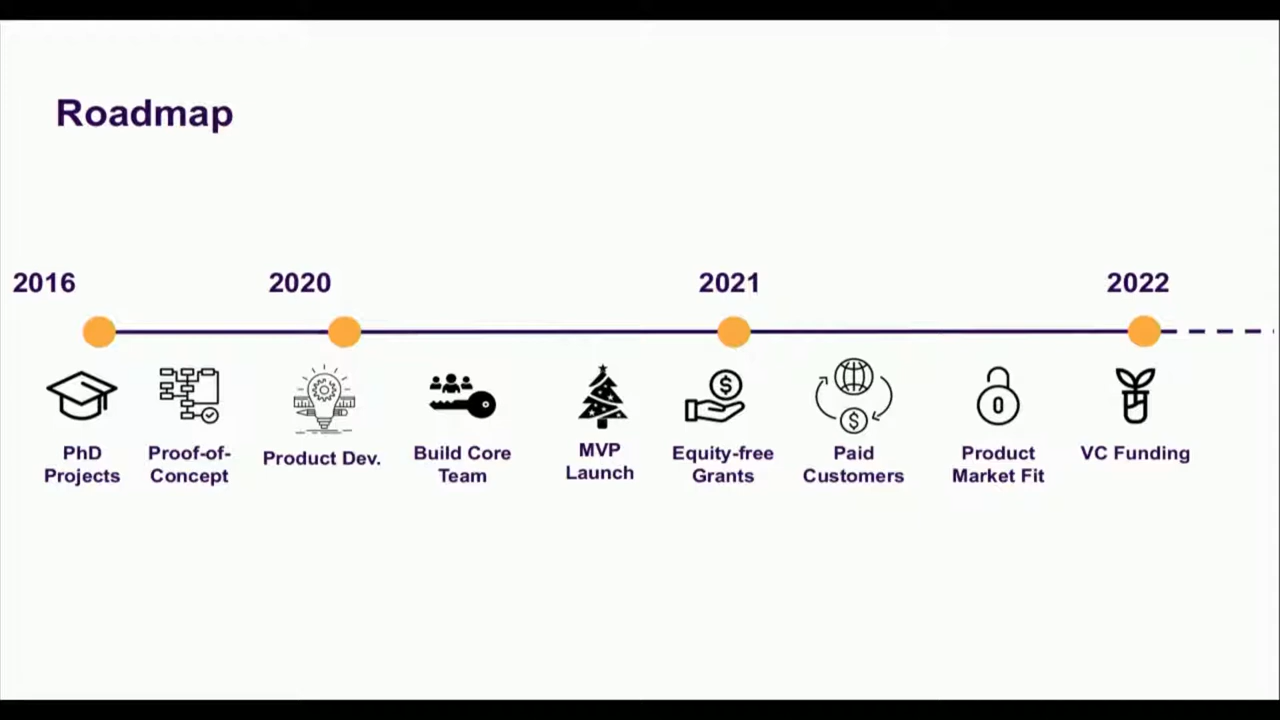 Roadmap
2016
2020
2021
2022
PhD
Projects
Proof-of-
Concept
Product Dev.
Build Core
Team
MVP
Launch
Equity-free
Grants
Paid
Customers
Product
Market Fit
VC Funding